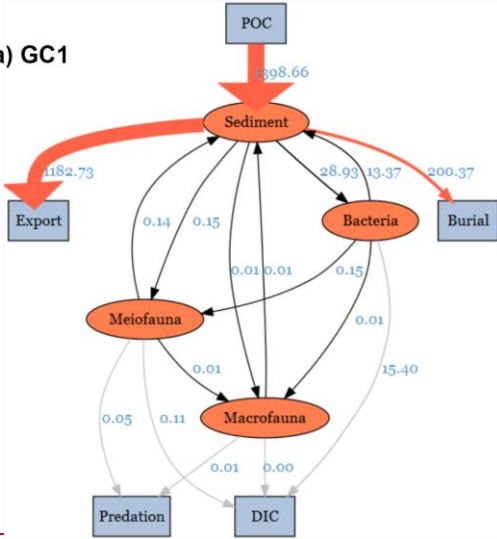 POC
a) GC1
1398.66
Sediment
1182.73
28.93 13.37 200.37
Export
0.14 0.15
Bacteria
Burial
0.01 0.01 0.15
Meiofauna
0.01
0.01
15.40
Macrofauna
0.05 0.11
0.01 0.00
Predation
DIC